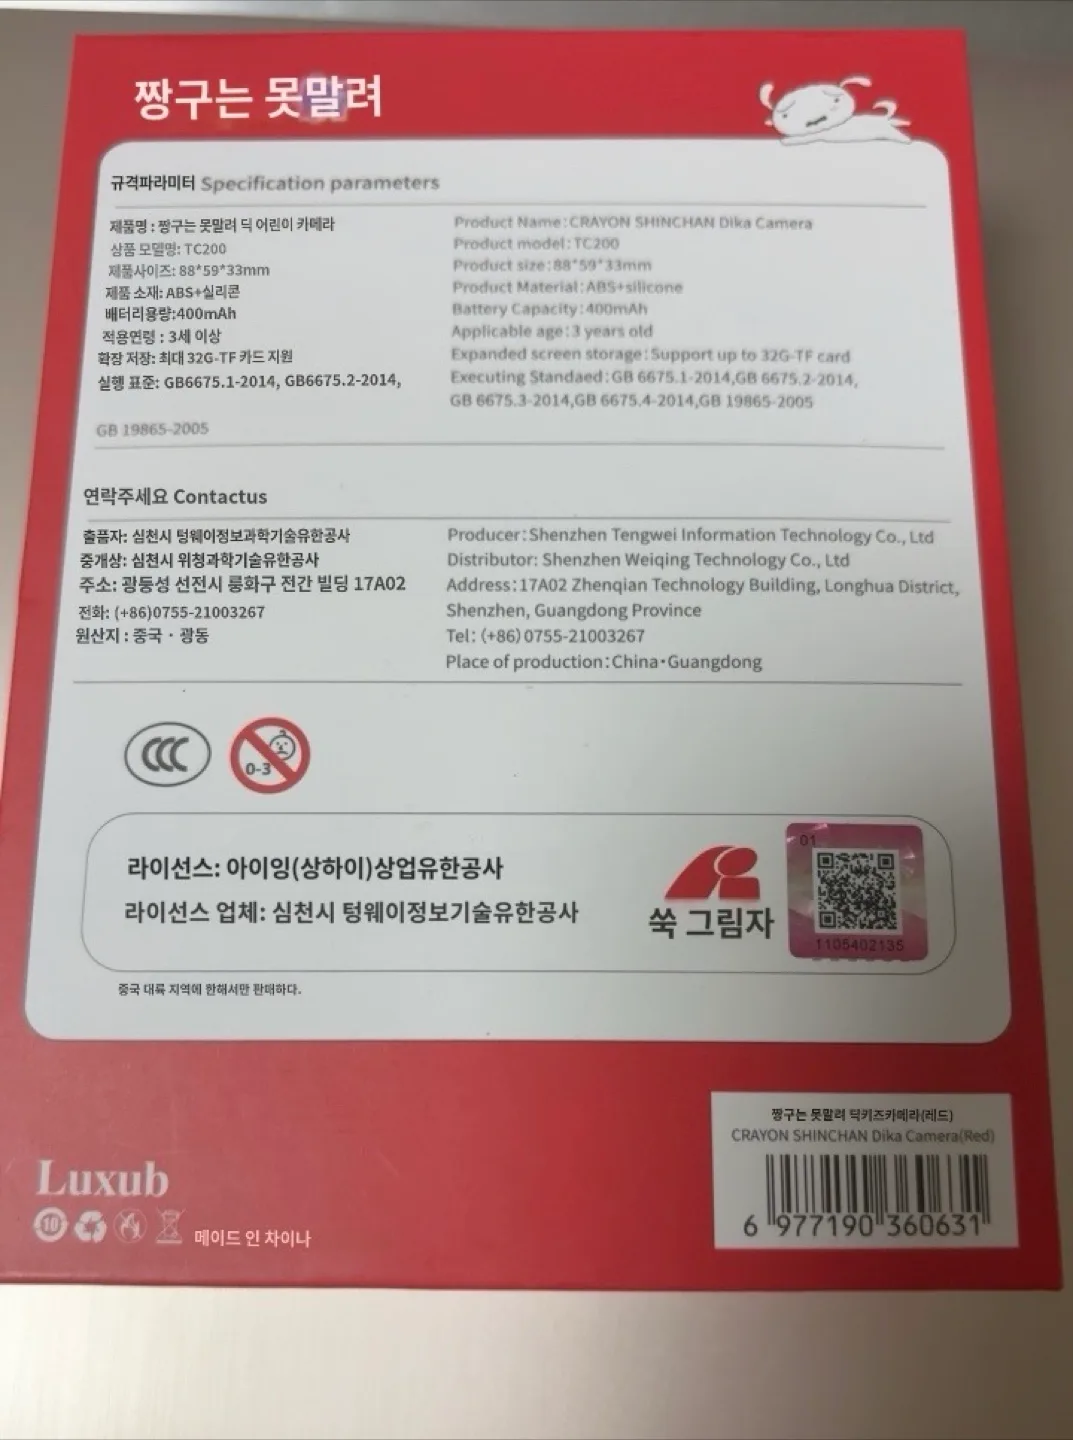 짱구는 못말려
규격파라미터 Specification parameters
제품명 : 짱구는 못말려 딕 어린이 카메라
상품 모델명: TC200
제품사이즈: 88*59*33mm
제품 소재: ABS+실리콘
배터리용량:400mAh
적용연령 : 3세 이상
확장 저장: 최대 32G-TF 카드 지원
실행 표준: GB6675.1-2014, GB6675.2-2014,
GB 19865-2005
Product Name:CRAYON SHINCHAN Dika Camera
Product model:TC200
Product size:88*59*33mm
Product Material:ABS+silicone
Battery Capacity:400mAh
Applicable age:3 years old
Expanded screen storage:Support up to 32G-TF card
Executing Standaed:GB 6675.1-2014,GB 6675.2-2014,
GB 6675.3-2014,GB 6675.4-2014,GB 19865-2005
연락주세요 Contactus
출품자: 심천시 텅웨이정보과학기술유한공사
중개상: 심천시 위청과학기술유한공사
주소: 광둥성 선전시 룽화구 전간 빌딩 17A02
전화: (+86)0755-21003267
원산지 : 중국 · 광동
Producer:Shenzhen Tengwei Information Technology Co., Ltd
Distributor: Shenzhen Weiqing Technology Co., Ltd
Address:17A02 Zhenqian Technology Building, Longhua District,
Shenzhen, Guangdong Province
Tel: (+86)0755-21003267
Place of production:China·Guangdong
CCC
0-3
라이선스: 아이잉(상하이)상업유한공사
라이선스 업체: 심천시 텅웨이정보기술유한공사
쑥 그림자
01
1105402135
중국 대륙 지역에 한해서만 판매하다.
짱구는 못말려 딕키즈카메라(레드)
CRAYON SHINCHAN Dika Camera(Red)
6 977190 360631
Luxub
10
메이드 인 차이나